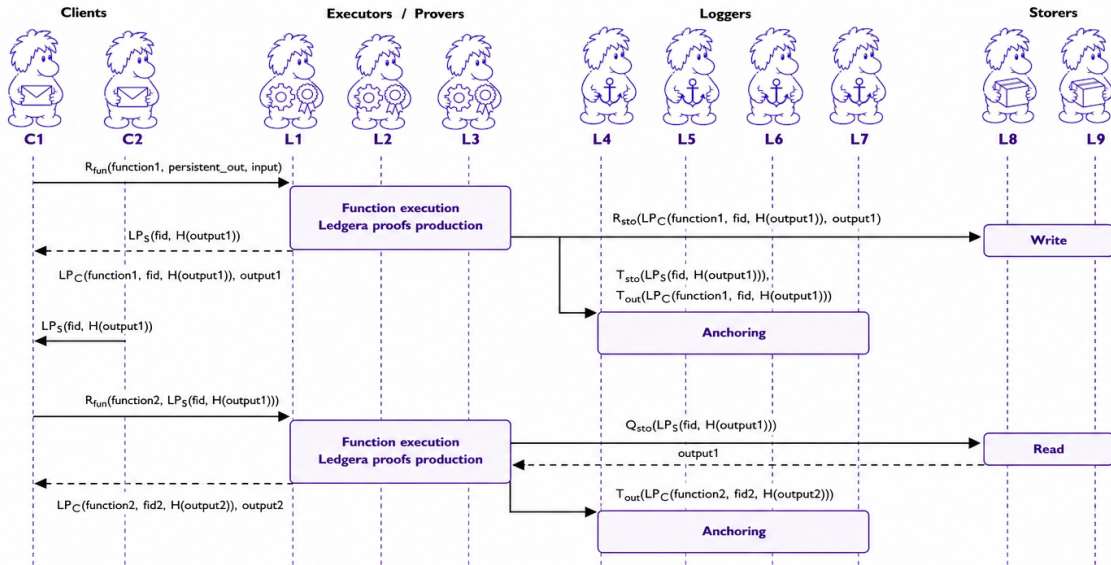 Clients
Executors / Provers
Loggers
Storers
C1
C2
L1
L2
L3
L4
L5
L6
L7
L8
L9
Rfun(function1, persistent_out, input)
Function execution
Ledgera proofs production
Rsto(LPC(function1, fid, H(output1)), output1)
Write
LPS(fid, H(output1))
LPC(function1, fid, H(output1)), output1
Tsto(LPS(fid, H(output1))),
Tout(LPC(function1, fid, H(output1)))
Anchoring
LPS(fid, H(output1))
Rfun(function2, LPS(fid, H(output1)))
Function execution
Ledgera proofs production
Qsto(LPS(fid, H(output1)))
Read
output1
LPC(function2, fid2, H(output2)), output2
Tout(LPC(function2, fid2, H(output2)))
Anchoring